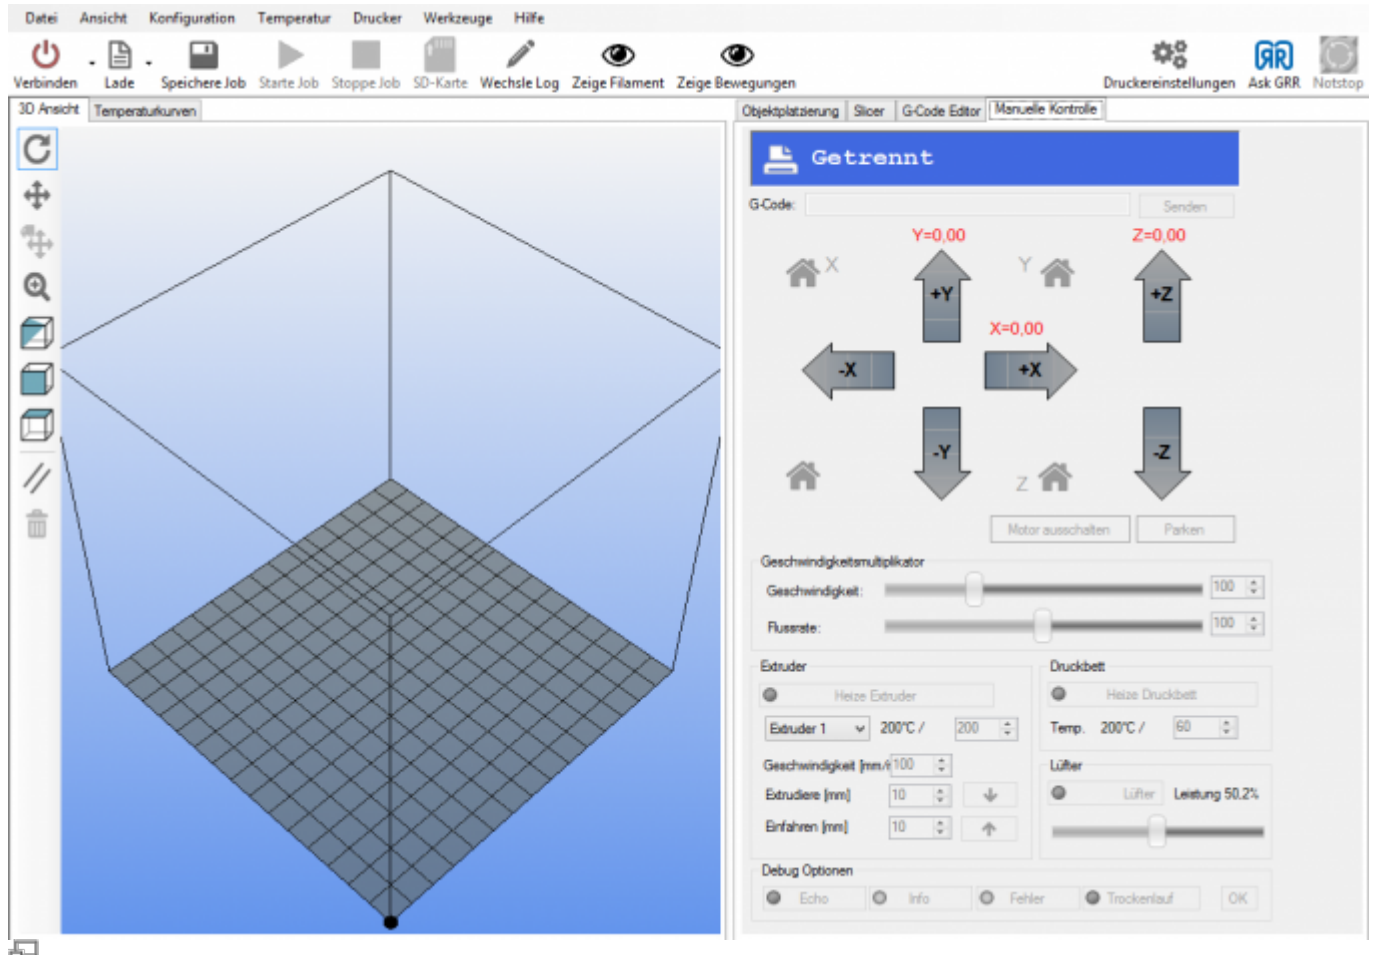 Datei Ansicht Konfiguration Temperatur Drucker Werkzeuge Hilfe
Verbinden Lade Speichere Job Starte Job Stoppe Job SD-Karte Wechsle Log Zeige Filament Zeige Bewegungen Druckereinstellungen Ask GRR Notstop
3D Ansicht Temperaturkurven
Objektplatzierung Slicer G-Code Editor Manuelle Kontrolle
Getrennt
G-Code: Senden
Y=0,00 Z=0,00
X Y
+Y +Z
X=0,00
-X +X
-Y -Z
Z
Motor ausschalten Parken
Geschwindigkeitsmultiplikator
Geschwindigkeit: 100
Flussrate: 100
Extruder Druckbett
Heize Extruder Heize Druckbett
Extruder 1 200°C / 200 Temp. 200°C / 60
Geschwindigkeit [mm/ 100 Lüfter
Extrudiere [mm] 10 Lüfter Leistung 50.2%
Einfahren [mm] 10
Debug Optionen
Echo Info Fehler Trockenlauf OK